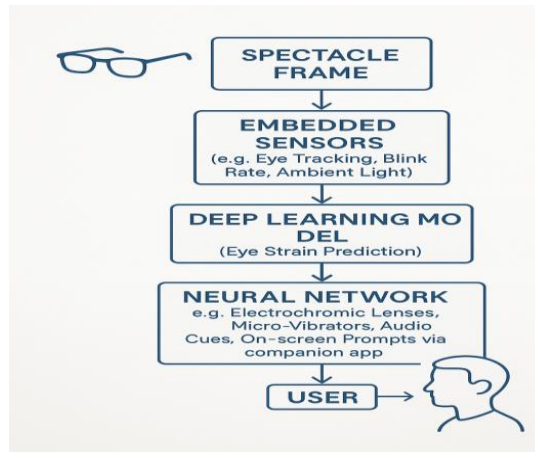 SPECTACLE
FRAME
EMBEDDED
SENSORS
(e.g. Eye Tracking, Blink
Rate, Ambient Light)
DEEP LEARNING MO
DEL
(Eye Strain Prediction)
NEURAL NETWORK
e.g. Electrochromic Lenses,
Micro-Vibrators, Audio
Cues, On-screen Prompts via
companion app
USER